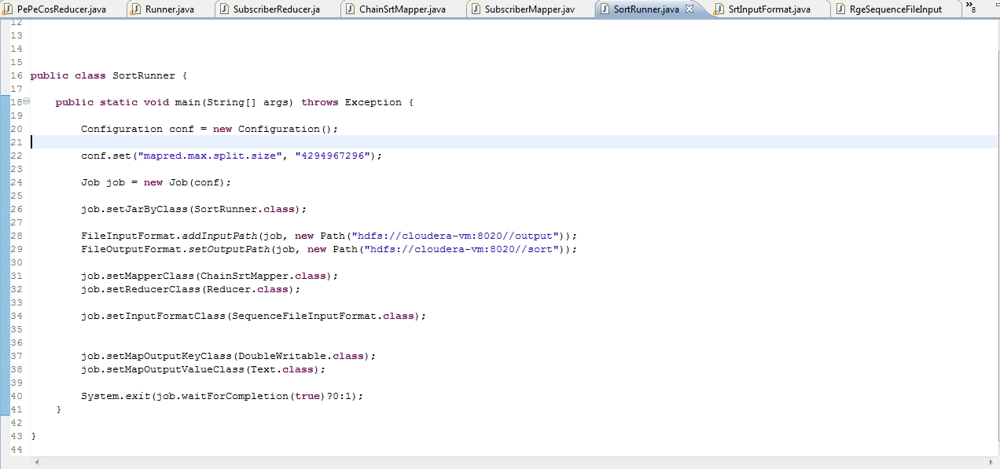 PePeCosReducer.java Runner.java SubscriberReducer.ja ChainSrtMapper.java SubscriberMapper.jav SortRunner.java SrtInputFormat.java RgeSequenceFileInput »8
12
13
14
15
16 public class SortRunner {
17
18 public static void main(String[] args) throws Exception {
19
20 Configuration conf = new Configuration();
21
22 conf.set("mapred.max.split.size", "4294967296");
23
24 Job job = new Job(conf);
25
26 job.setJarByClass(SortRunner.class);
27
28 FileInputFormat.addInputPath(job, new Path("hdfs://cloudera-vm:8020//output"));
29 FileOutputFormat.setOutputPath(job, new Path("hdfs://cloudera-vm:8020//sort"));
30
31 job.setMapperClass(ChainSrtMapper.class);
32 job.setReducerClass(Reducer.class);
33
34 job.setInputFormatClass(SequenceFileInputFormat.class);
35
36
37 job.setMapOutputKeyClass(DoubleWritable.class);
38 job.setMapOutputValueClass(Text.class);
39
40 System.exit(job.waitForCompletion(true)?0:1);
41 }
42
43 }
44